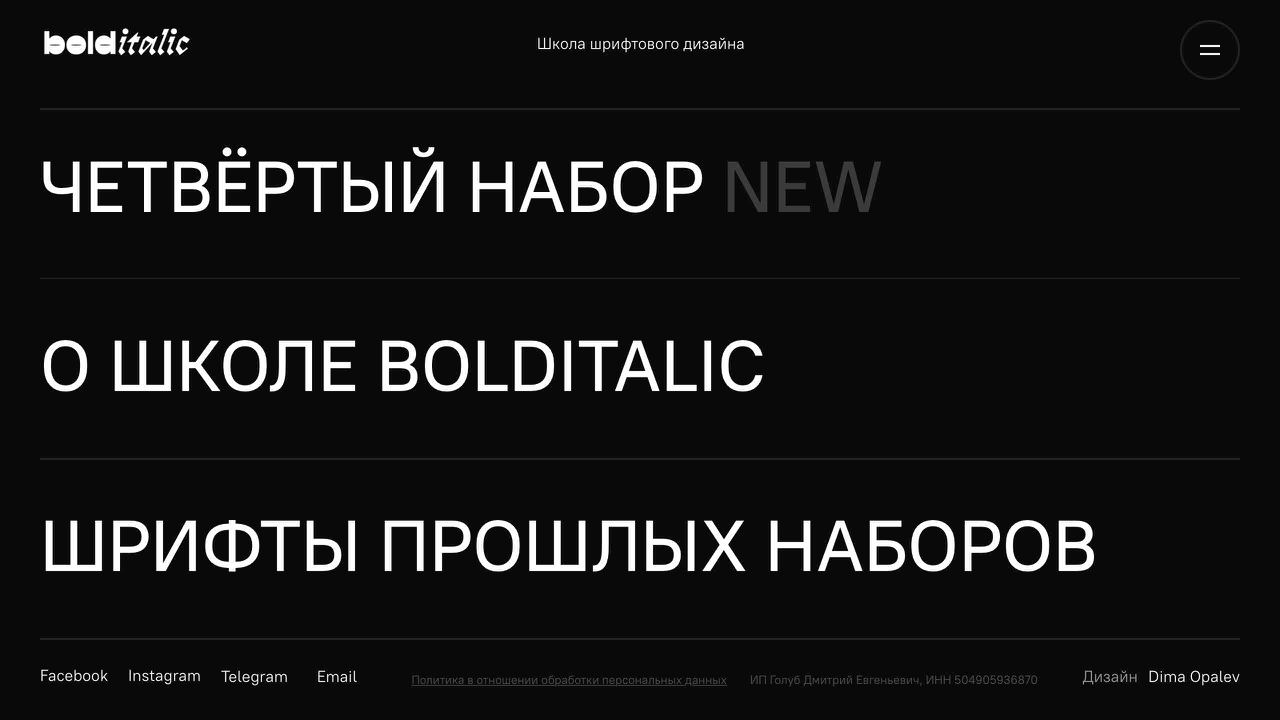 bolditalic
Школа шрифтового дизайна
ЧЕТВЁРТЫЙ НАБОР NEW
О ШКОЛЕ BOLDITALIC
ШРИФТЫ ПРОШЛЫХ НАБОРОВ
Facebook Instagram Telegram Email Политика в отношении обработки персональных данных ИП Голуб Дмитрий Евгеньевич, ИНН 504905936870 Дизайн Dima Opalev